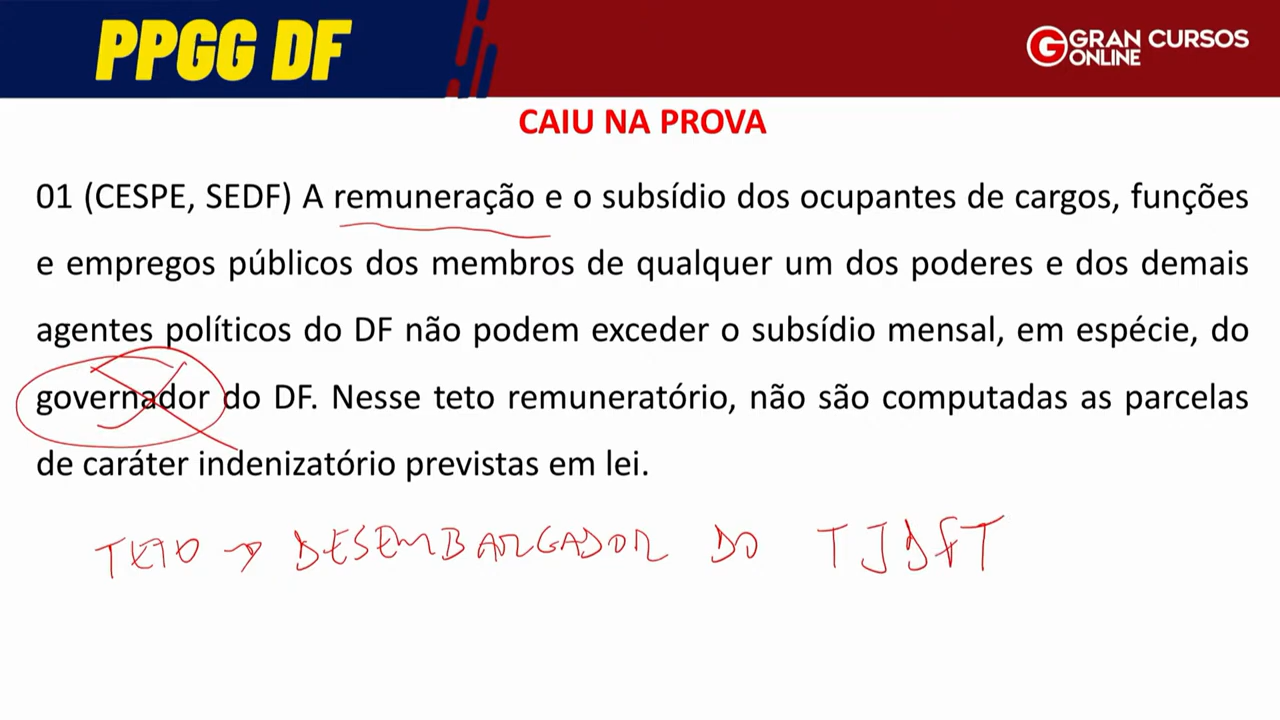 PPGG DF
GRAN CURSOS
ONLINE
CAIU NA PROVA
01 (CESPE, SEDF) A remuneração e o subsídio dos ocupantes de cargos, funções
e empregos públicos dos membros de qualquer um dos poderes e dos demais
agentes políticos do DF não podem exceder o subsídio mensal, em espécie, do
governador do DF. Nesse teto remuneratório, não são computadas as parcelas
de caráter indenizatório previstas em lei.
TETO → DESEMBARGADOR DO TJDFT